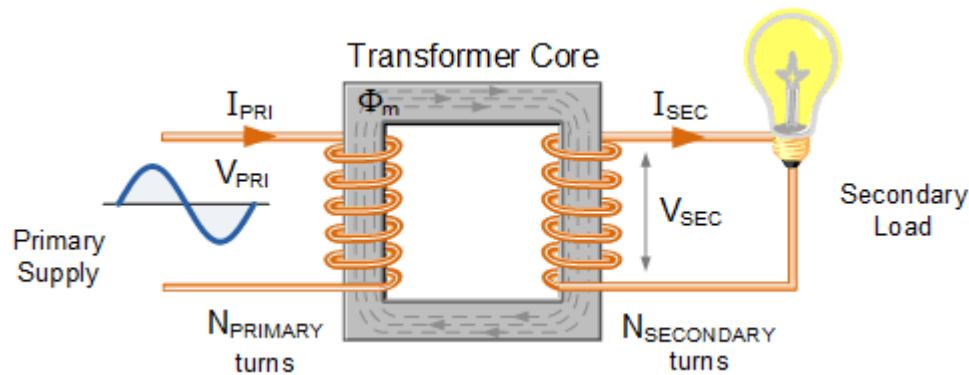 Transformer Core
Φm
IPRI
ISEC
VPRI
VSEC
Primary
Supply
Secondary
Load
NPRIMARY
turns
NSECONDARY
turns